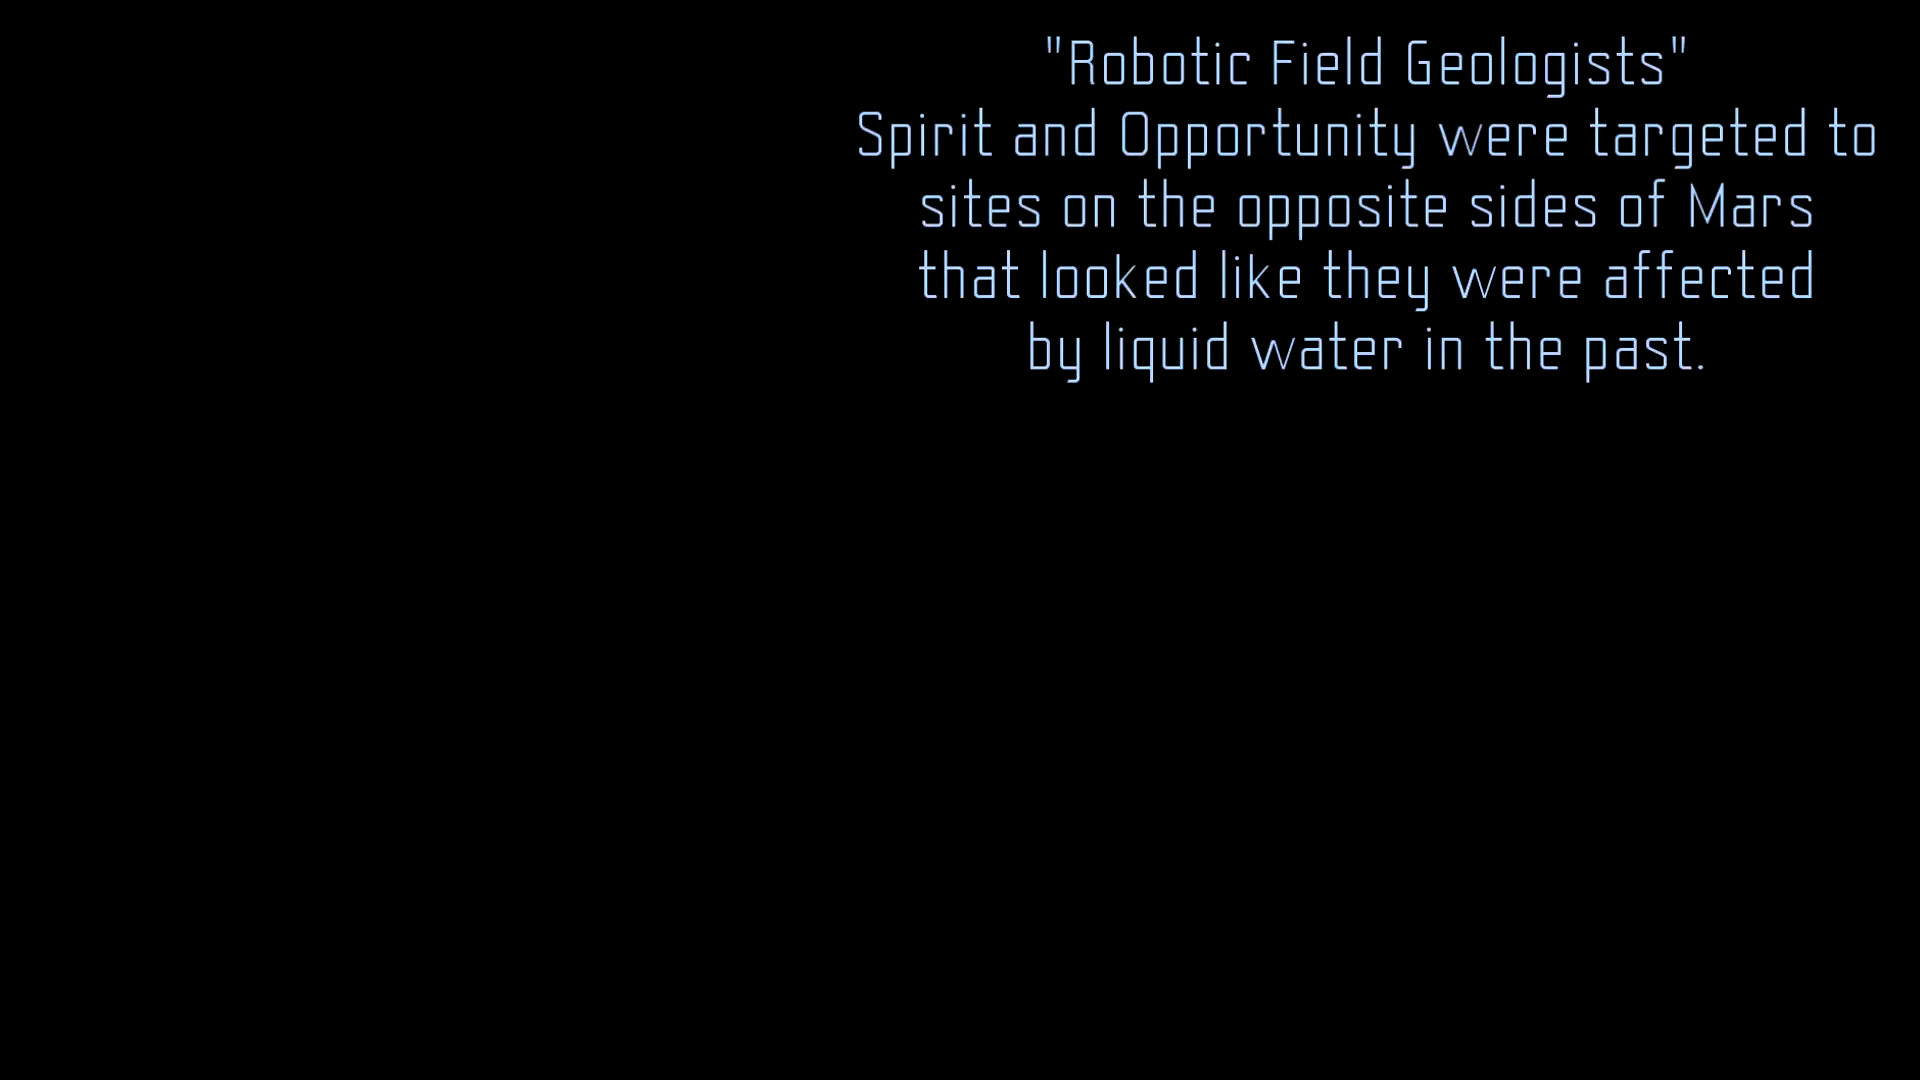 "Robotic Field Geologists"
Spirit and Opportunity were targeted to
sites on the opposite sides of Mars
that looked like they were affected
by liquid water in the past.